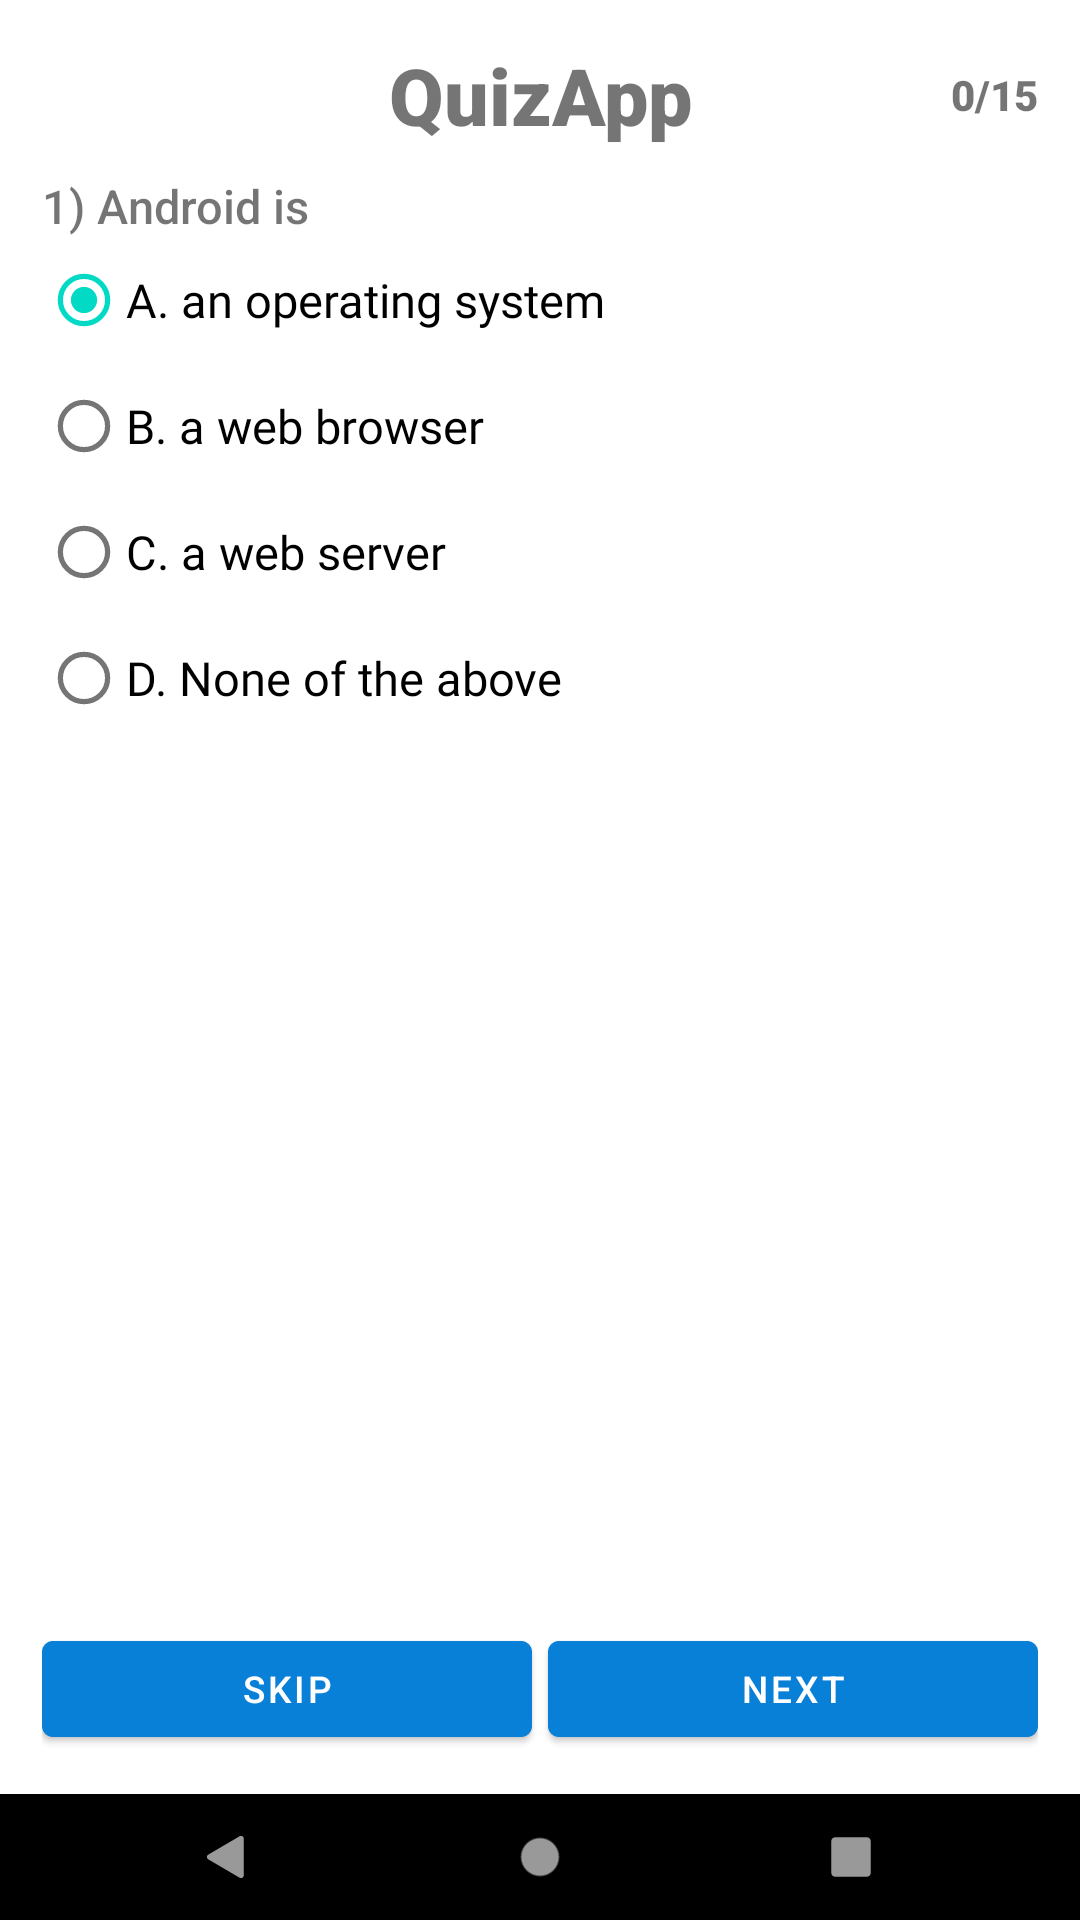 QuizApp
0/15
1) Android is
A. an operating system
B. a web browser
C. a web server
D. None of the above
SKIP
NEXT